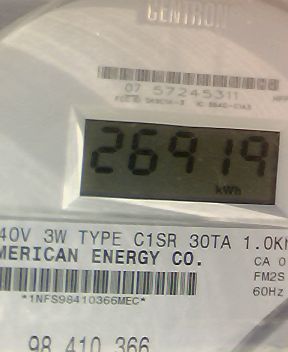 CENTRON
07 57245311
26919
kWh
40V 3W TYPE C1SR 30TA 1.0K
MERICAN ENERGY CO.
CA 0
FM2S
60Hz
*1NFS98410366MEC*
98 410 366